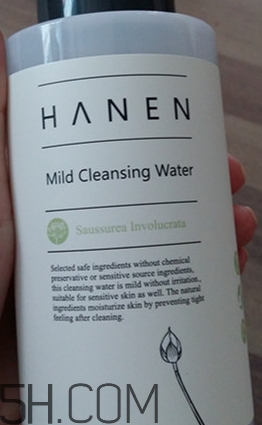 HANEN
Mild Cleansing Water
Saussurea Involucrata
Selected safe ingredients without chemical
preservative or sensitive source ingredients,
this cleansing water is mild without irritation,
suitable for sensitive skin as well. The natural
ingredients moisturize skin by preventing tight
feeling after cleaning.
5H.COM